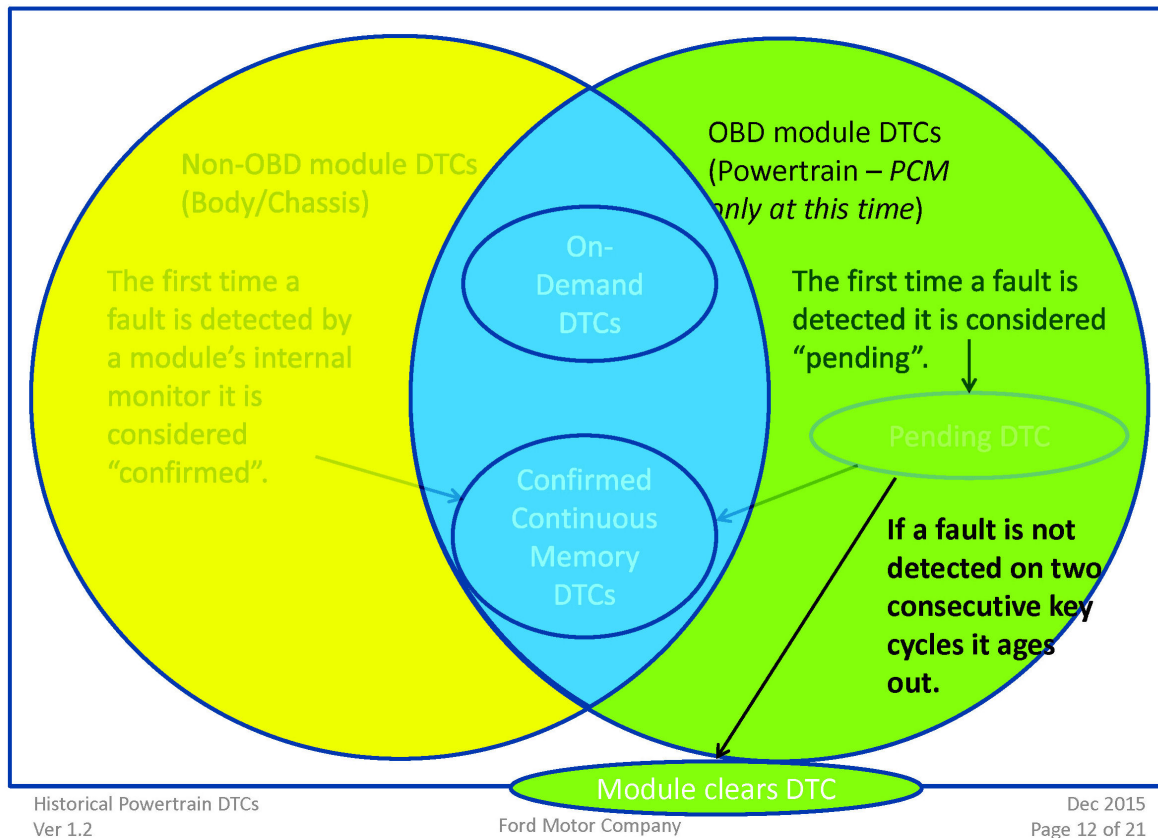 Non-OBD module DTCs
(Body/Chassis)
The first time a
fault is detected by
a module's internal
monitor it is
considered
“confirmed”.
On-
Demand
DTCs
Confirmed
Continuous
Memory
DTCs
OBD module DTCs
(Powertrain – PCM
only at this time)
The first time a fault is
detected it is considered
“pending”.
Pending DTC
If a fault is not
detected on two
consecutive key
cycles it ages
out.
Module clears DTC
Historical Powertrain DTCs
Ver 1.2
Ford Motor Company
Dec 2015
Page 12 of 21